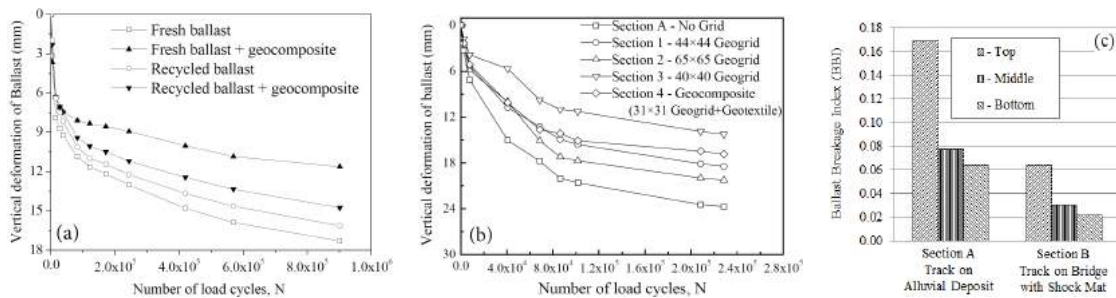 Vertical deformation of Ballast (mm)
0
3
6
9
12
15
18
Fresh ballast
Fresh ballast + geocomposite
Recycled ballast
Recycled ballast + geocomposite
(a)
0 2.0x10⁵ 4.0x10⁵ 6.0x10⁵ 8.0x10⁵ 1.0x10⁶
Number of load cycles, N
Vertical deformation of ballast (mm)
0
6
12
18
24
Section A - No Grid
Section 1 - 44×44 Geogrid
Section 2 - 65×65 Geogrid
Section 3 - 40×40 Geogrid
Section 4 - Geocomposite
(31×31 Geogrid+Geotextile)
(b)
0 4.0x10⁴ 8.0x10⁴ 1.2x10⁵ 1.6x10⁵ 2.0x10⁵ 2.4x10⁵ 2.8x10⁵
Number of load cycles, N
Ballast Breakage Index (BBI)
0.18
0.16
0.14
0.12
0.10
0.08
0.06
0.04
0.02
0.00
(c)
- Top
- Middle
- Bottom
Section A
Track on
Alluvial Deposit
Section B
Track on Bridge
with Shock Mat